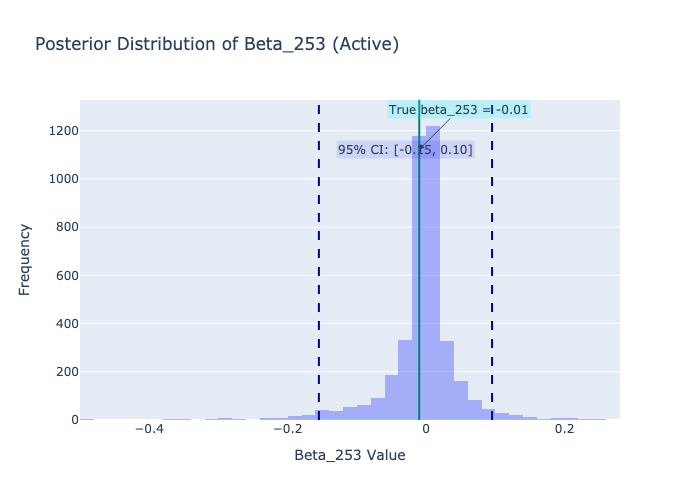 Posterior Distribution of Beta_253 (Active)
True beta_253 = -0.01
95% CI: [-0.15, 0.10]
1200
1000
800
600
400
200
0
Frequency
−0.4
−0.2
0
0.2
Beta_253 Value